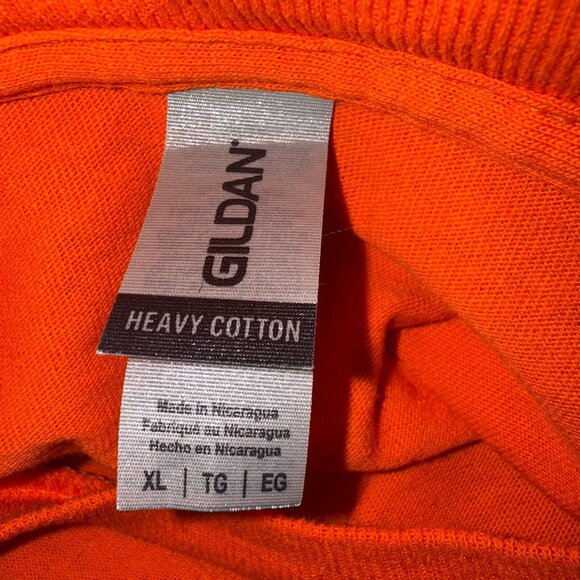 GILDAN
HEAVY COTTON
Made in Nicaragua
Fabriqué au Nicaragua
Hecho en Nicaragua
XL | TG | EG